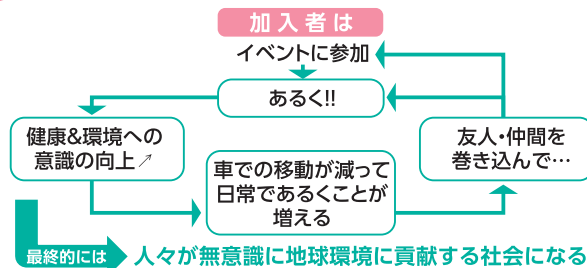 加入者は
イベントに参加
あるく!!
健康&環境への
意識の向上↗
車での移動が減って
日常であるくことが
増える
友人・仲間を
巻き込んで…
最終的には
人々が無意識に地球環境に貢献する社会になる